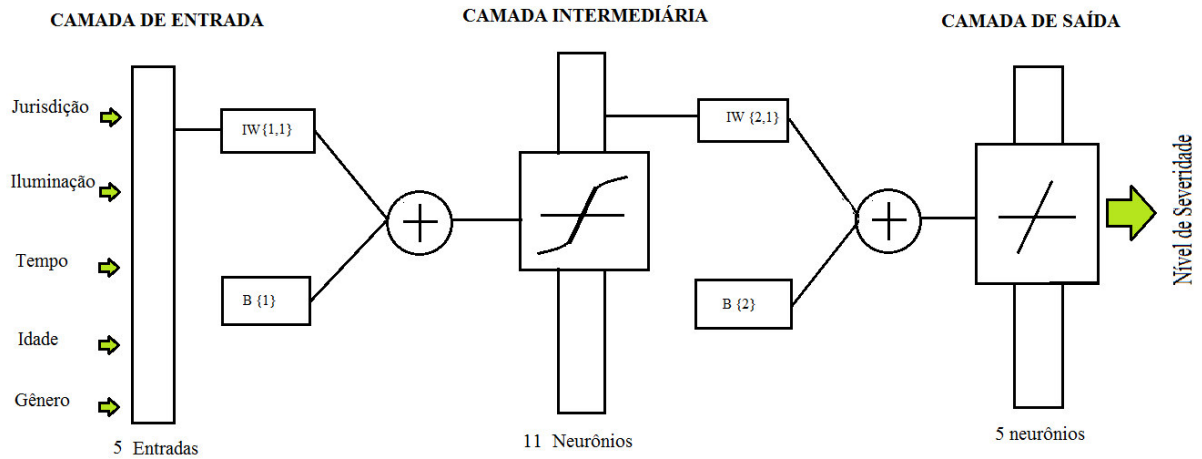 CAMADA DE ENTRADA
CAMADA INTERMEDIÁRIA
CAMADA DE SAÍDA
Jurisdição
Iluminação
Tempo
Idade
Gênero
IW{1,1}
B {1}
IW {2,1}
B {2}
Nível de Severidade
5 Entradas
11 Neurônios
5 neurônios